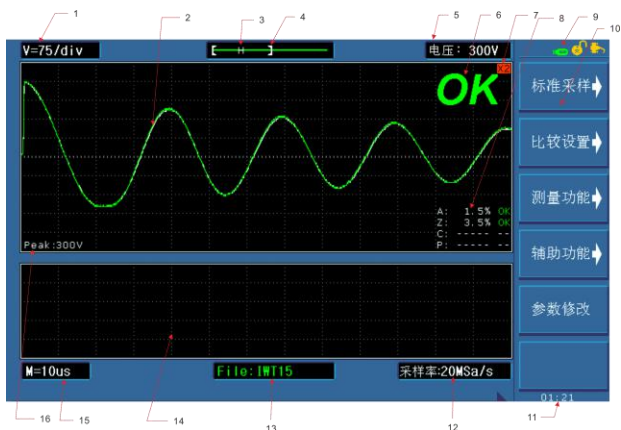 1 2 3 4 5 6 7 8 9 10
V=75/div
[ H ]
电压: 300V
OK
X2
标准采样
比较设置
测量功能
辅助功能
参数修改
A: 1.5% OK
Z: 3.5% OK
C: ----- --
P: ----- --
Peak:300V
M=10us
File:IWT15
采样率:20MSa/s
01:21
16 15 14 13 12 11